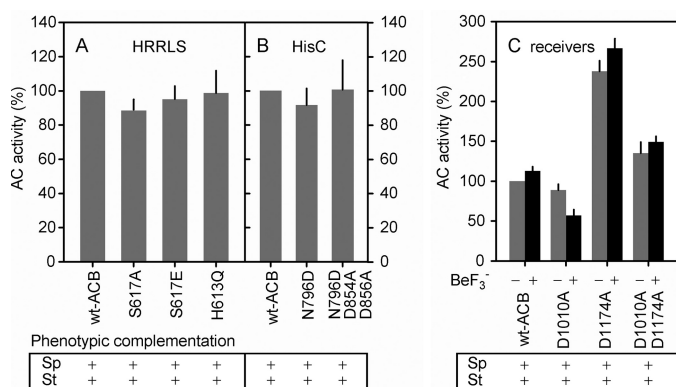 A HRRLS
B HisC
C receivers
AC activity (%)
140
120
100
80
60
40
20
0
140
120
100
80
60
40
20
0
AC activity (%)
300
250
200
150
100
50
0
wt-ACB
S617A
S617E
H613Q
wt-ACB
N796D
N796D
D854A
D856A
BeF3- − + − + − + − +
wt-ACB
D1010A
D1174A
D1010A
D1174A
Phenotypic complementation
Sp + + + + + + +
St + + + + + + +
Sp + + + +
St + + + +